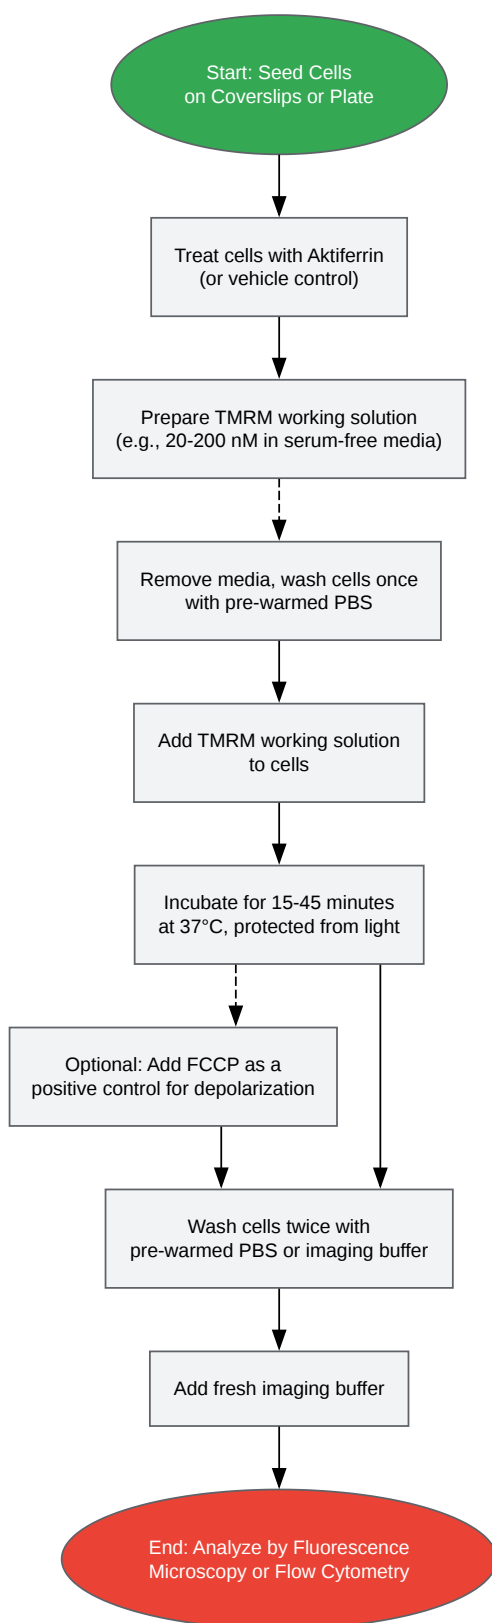 Start: Seed Cells
on Coverslips or Plate
Treat cells with Aktiferrin
(or vehicle control)
Prepare TMRM working solution
(e.g., 20-200 nM in serum-free media)
Remove media, wash cells once
with pre-warmed PBS
Add TMRM working solution
to cells
Incubate for 15-45 minutes
at 37°C, protected from light
Optional: Add FCCP as a
positive control for depolarization
Wash cells twice with
pre-warmed PBS or imaging buffer
Add fresh imaging buffer
End: Analyze by Fluorescence
Microscopy or Flow Cytometry